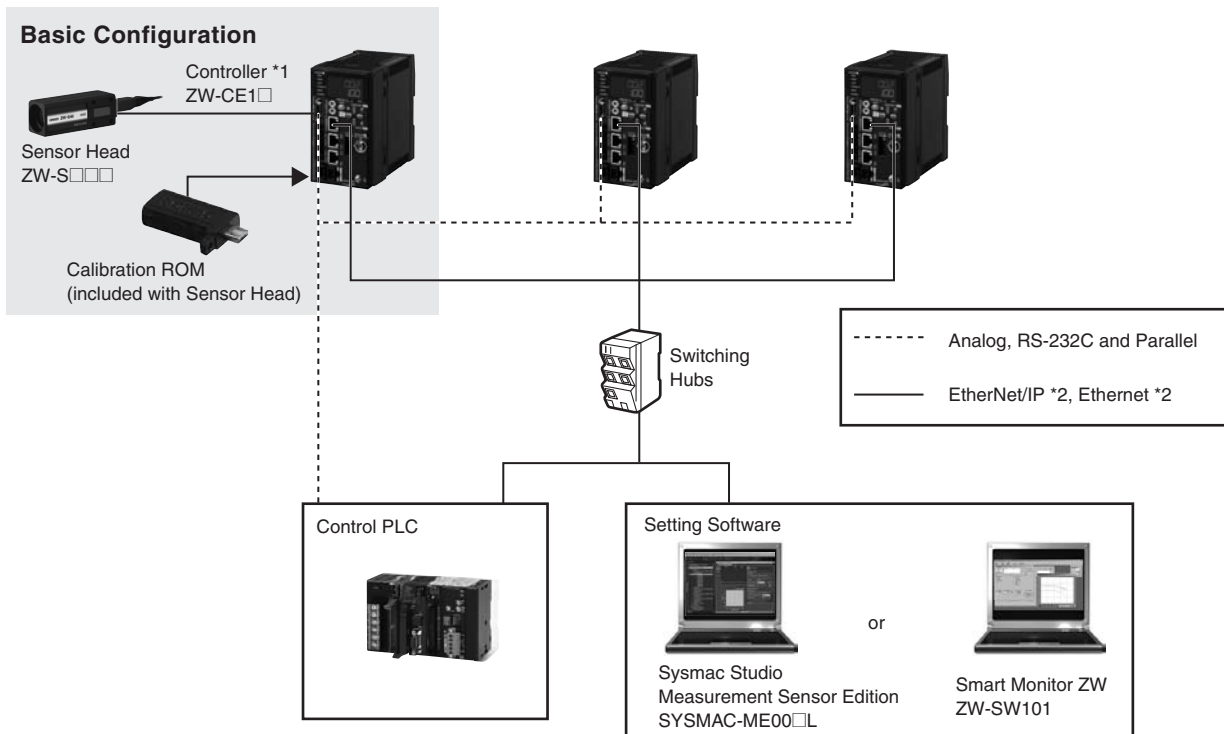 Basic Configuration
Controller *1
ZW-CE1□
Sensor Head
ZW-S□□□
Calibration ROM
(included with Sensor Head)
Switching
Hubs
Analog, RS-232C and Parallel
EtherNet/IP *2, Ethernet *2
Control PLC
Setting Software
or
Sysmac Studio
Measurement Sensor Edition
SYSMAC-ME00□L
Smart Monitor ZW
ZW-SW101